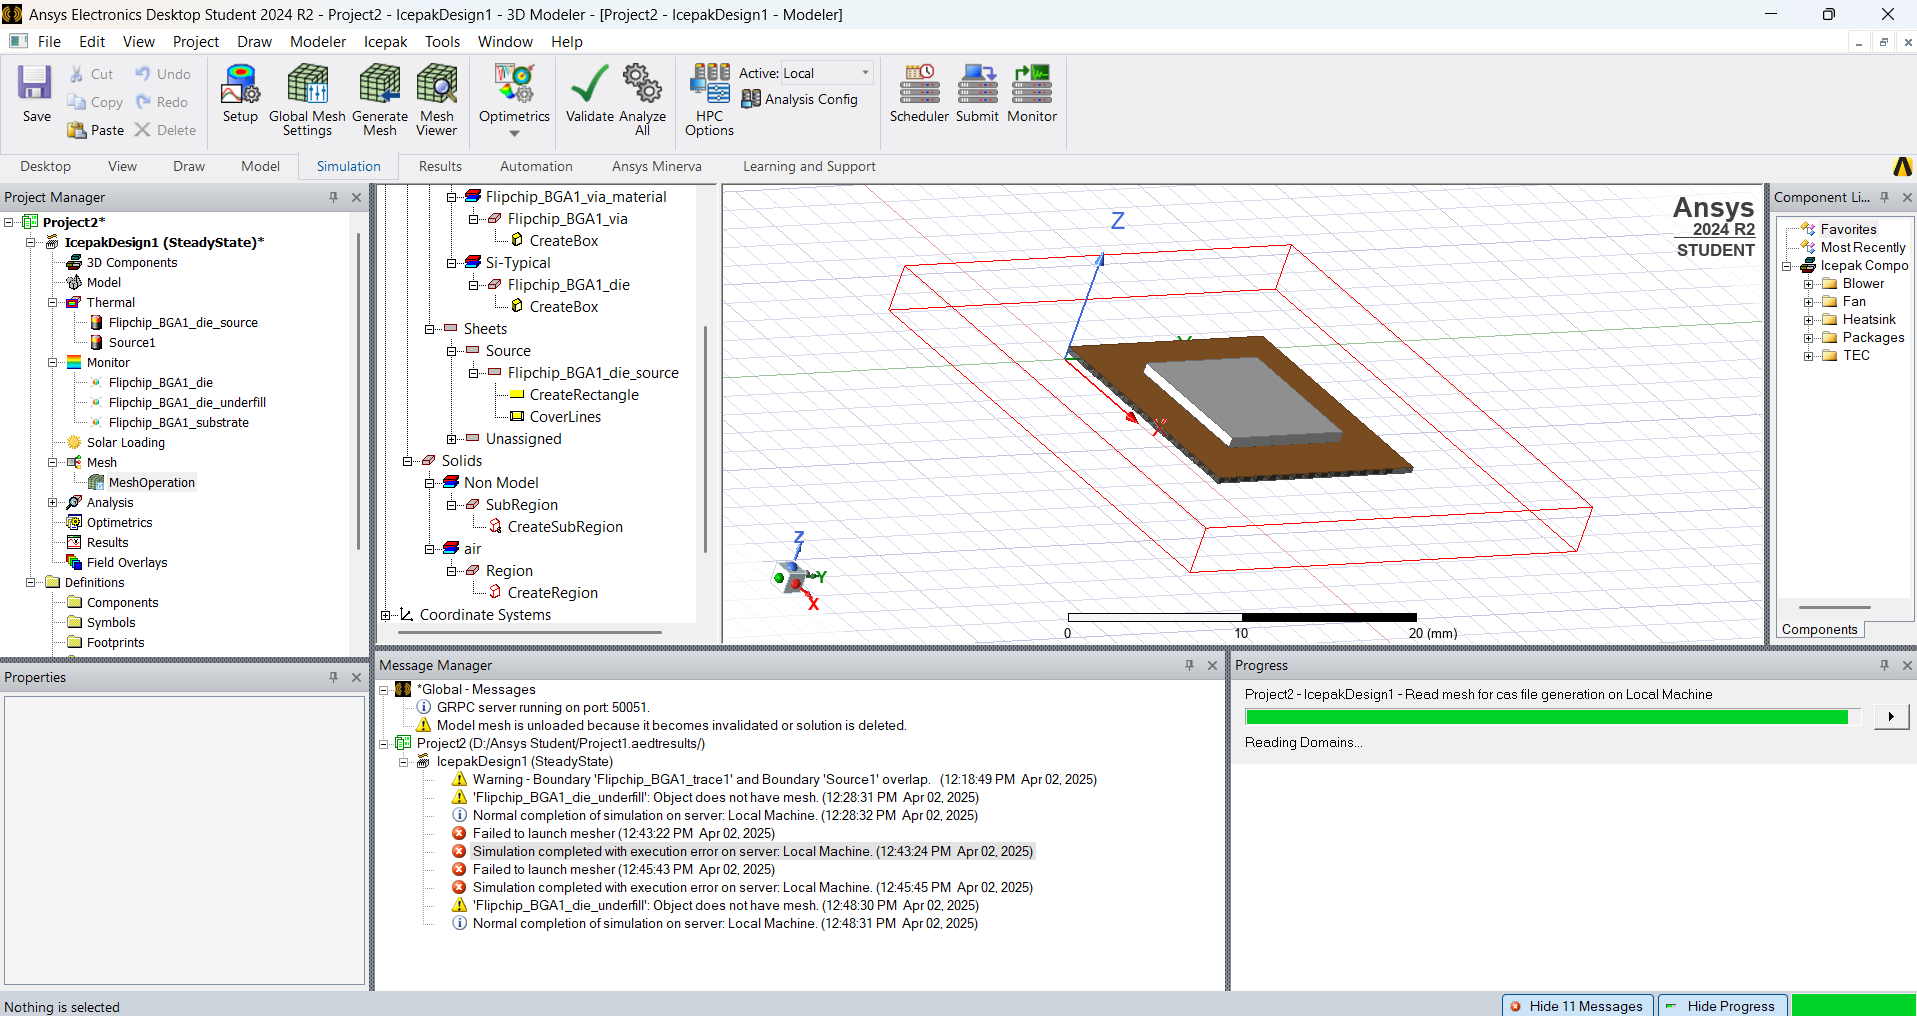 Ansys Electronics Desktop Student 2024 R2 - Project2 - IcepakDesign1 - 3D Modeler - [Project2 - IcepakDesign1 - Modeler]
File Edit View Project Draw Modeler Icepak Tools Window Help
Save
Cut
Copy
Paste
Undo
Redo
Delete
Setup
Global Mesh Settings
Generate Mesh
Mesh Viewer
Optimetrics
Validate
Analyze All
HPC Options
Active: Local
Analysis Config
Scheduler
Submit
Monitor
Desktop View Draw Model Simulation Results Automation Ansys Minerva Learning and Support
Project Manager
Project2*
IcepakDesign1 (SteadyState)*
3D Components
Model
Thermal
Flipchip_BGA1_die_source
Source1
Monitor
Flipchip_BGA1_die
Flipchip_BGA1_die_underfill
Flipchip_BGA1_substrate
Solar Loading
Mesh
MeshOperation
Analysis
Optimetrics
Results
Field Overlays
Definitions
Components
Symbols
Footprints
Flipchip_BGA1_via_material
Flipchip_BGA1_via
CreateBox
Si-Typical
Flipchip_BGA1_die
CreateBox
Sheets
Source
Flipchip_BGA1_die_source
CreateRectangle
CoverLines
Unassigned
Solids
Non Model
SubRegion
CreateSubRegion
air
Region
CreateRegion
Coordinate Systems
Ansys
2024 R2
STUDENT
Z
Y
X
Z
Y
X
0 10 20 (mm)
Component Li...
Favorites
Most Recently
Icepak Compo
Blower
Fan
Heatsink
Packages
TEC
Components
Properties
Message Manager
*Global - Messages
GRPC server running on port: 50051.
Model mesh is unloaded because it becomes invalidated or solution is deleted.
Project2 (D:/Ansys Student/Project1.aedtresults/)
IcepakDesign1 (SteadyState)
Warning - Boundary 'Flipchip_BGA1_trace1' and Boundary 'Source1' overlap. (12:18:49 PM Apr 02, 2025)
'Flipchip_BGA1_die_underfill': Object does not have mesh. (12:28:31 PM Apr 02, 2025)
Normal completion of simulation on server: Local Machine. (12:28:32 PM Apr 02, 2025)
Failed to launch mesher (12:43:22 PM Apr 02, 2025)
Simulation completed with execution error on server: Local Machine. (12:43:24 PM Apr 02, 2025)
Failed to launch mesher (12:45:43 PM Apr 02, 2025)
Simulation completed with execution error on server: Local Machine. (12:45:45 PM Apr 02, 2025)
'Flipchip_BGA1_die_underfill': Object does not have mesh. (12:48:30 PM Apr 02, 2025)
Normal completion of simulation on server: Local Machine. (12:48:31 PM Apr 02, 2025)
Progress
Project2 - IcepakDesign1 - Read mesh for cas file generation on Local Machine
Reading Domains...
Nothing is selected
Hide 11 Messages
Hide Progress